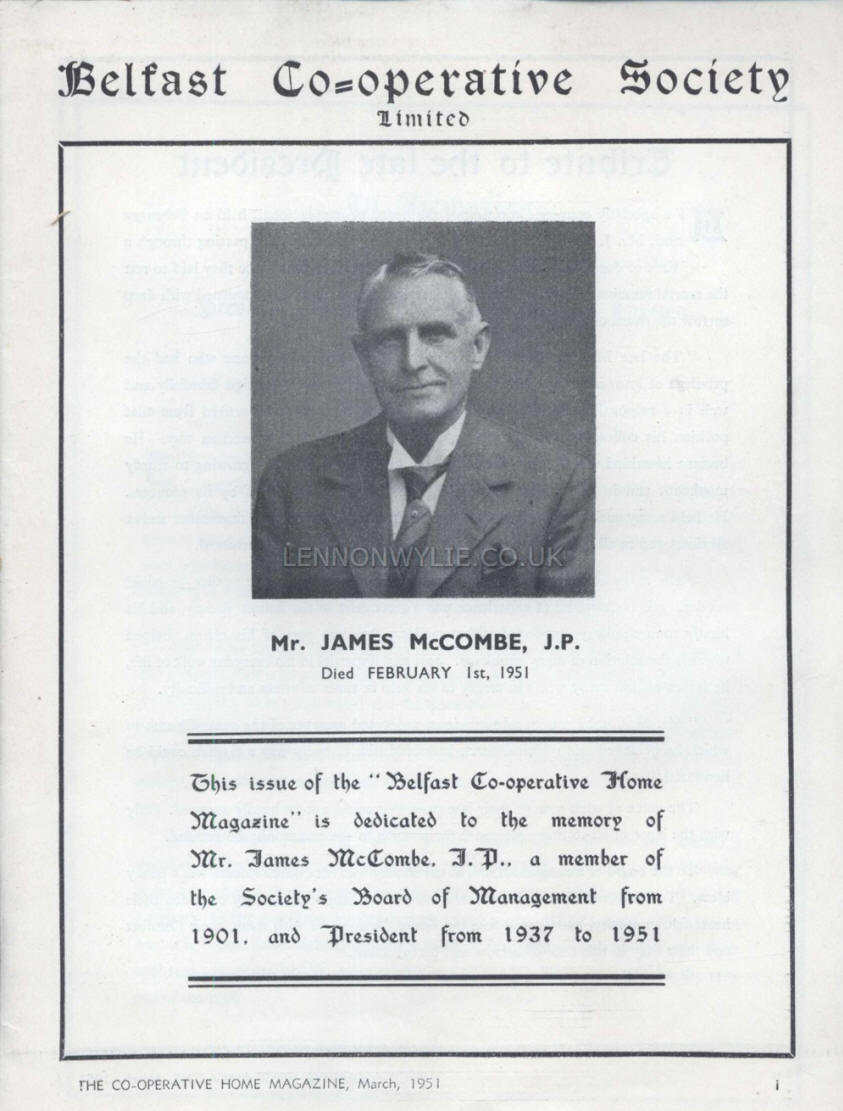 Belfast Co=operative Society
Limited
LENNONWYLIE.CO.UK
Mr. JAMES McCOMBE, J.P.
Died FEBRUARY 1st, 1951
This issue of the "Belfast Co-operative Home
Magazine" is dedicated to the memory of
Mr. James McCombe, J.P., a member of
the Society's Board of Management from
1901, and President from 1937 to 1951
THE CO-OPERATIVE HOME MAGAZINE, March, 1951
i